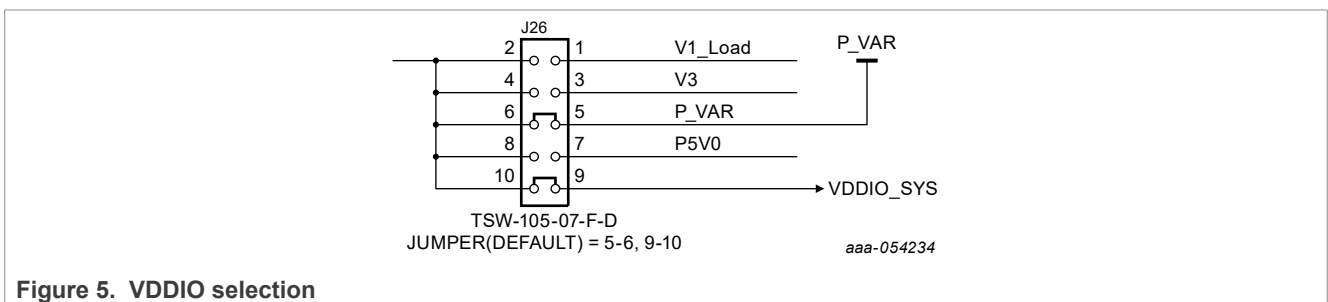 J26
2 1 V1_Load P_VAR
4 3 V3
6 5 P_VAR
8 7 P5V0
10 9 VDDIO_SYS
TSW-105-07-F-D
JUMPER(DEFAULT) = 5-6, 9-10 aaa-054234
Figure 5. VDDIO selection